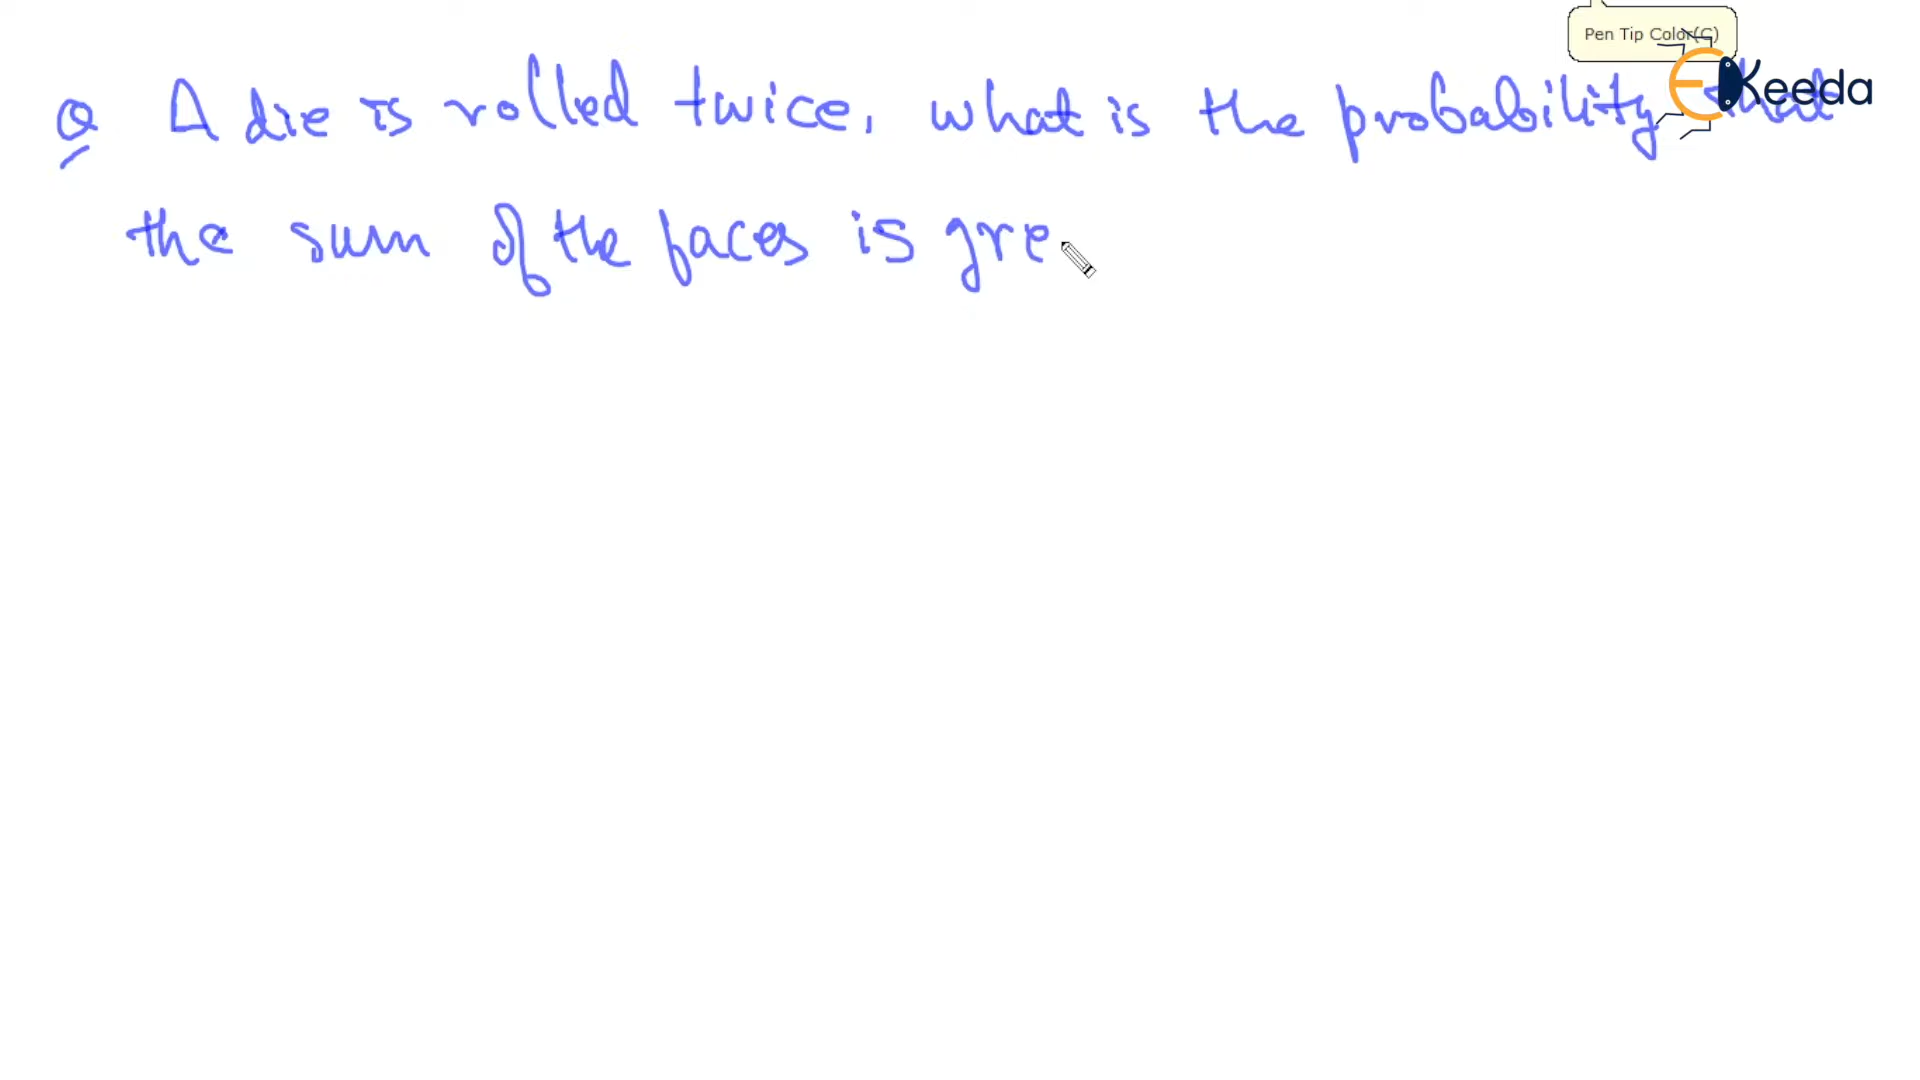 Pen Tip Color(C)
Keeda
Q A die is rolled twice, what is the probability that
the sum of the faces is gre